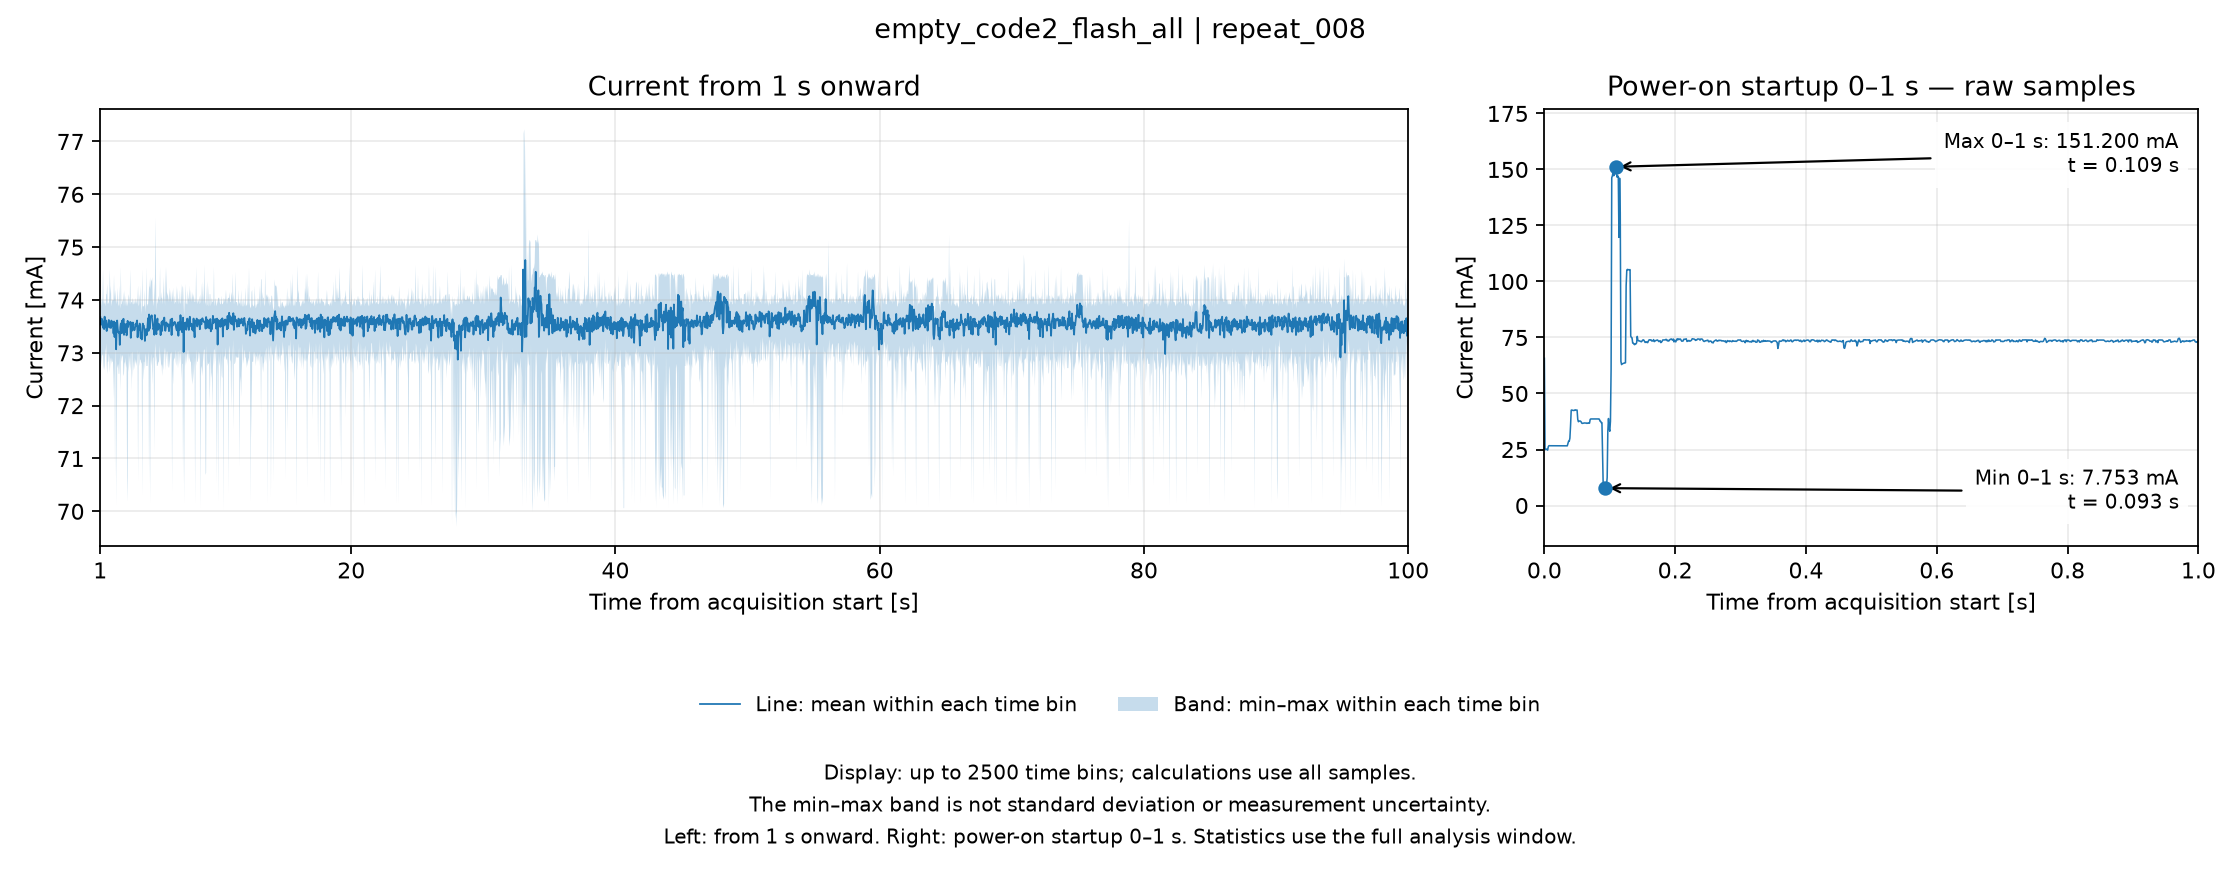 empty_code2_flash_all | repeat_008
Current from 1 s onward
Current [mA]
77
76
75
74
73
72
71
70
1
20
40
60
80
100
Time from acquisition start [s]
Power-on startup 0–1 s — raw samples
Current [mA]
175
150
125
100
75
50
25
0
Max 0–1 s: 151.200 mA
t = 0.109 s
Min 0–1 s: 7.753 mA
t = 0.093 s
0.0
0.2
0.4
0.6
0.8
1.0
Time from acquisition start [s]
Line: mean within each time bin
Band: min–max within each time bin
Display: up to 2500 time bins; calculations use all samples.
The min–max band is not standard deviation or measurement uncertainty.
Left: from 1 s onward. Right: power-on startup 0–1 s. Statistics use the full analysis window.